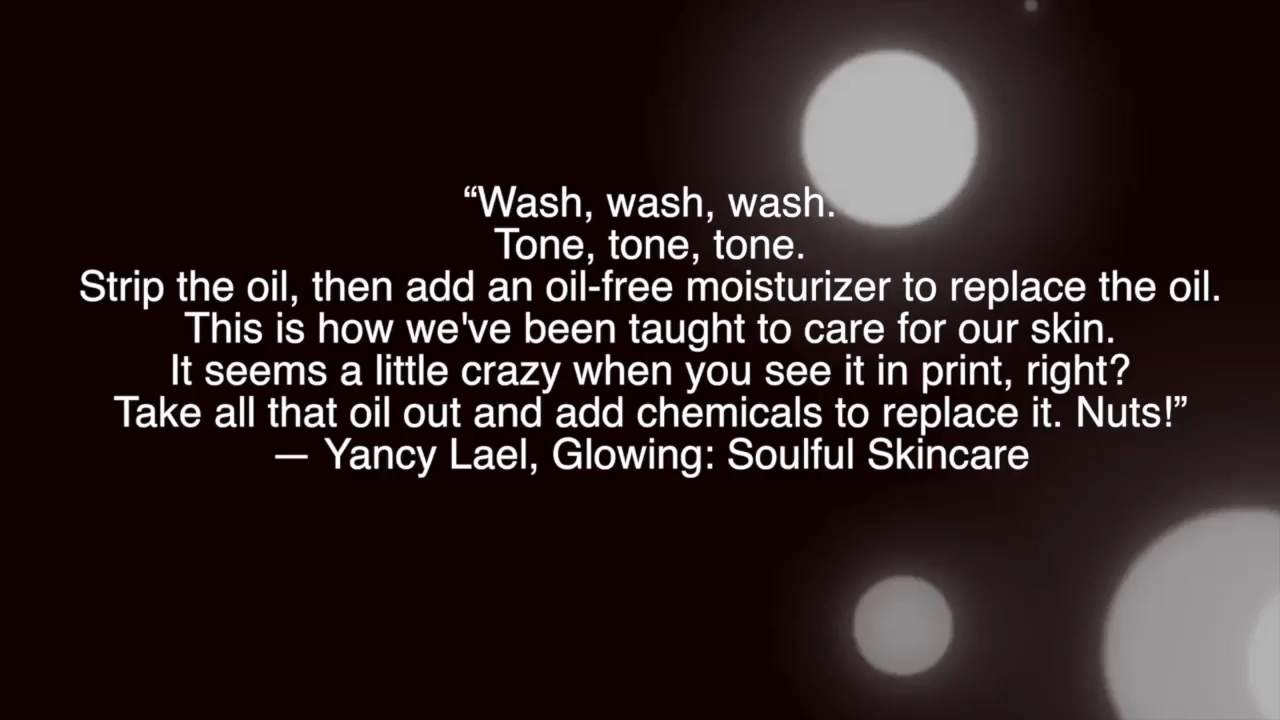 “Wash, wash, wash.
Tone, tone, tone.
Strip the oil, then add an oil-free moisturizer to replace the oil.
This is how we've been taught to care for our skin.
It seems a little crazy when you see it in print, right?
Take all that oil out and add chemicals to replace it. Nuts!”
— Yancy Lael, Glowing: Soulful Skincare